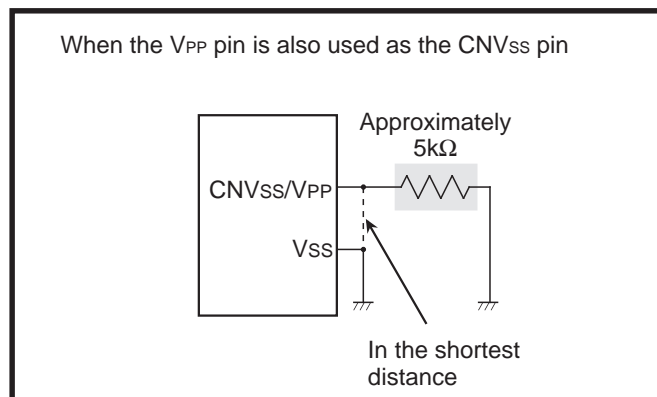 When the VPP pin is also used as the CNVSS pin
Approximately
5kΩ
CNVSS/VPP
VSS
In the shortest
distance